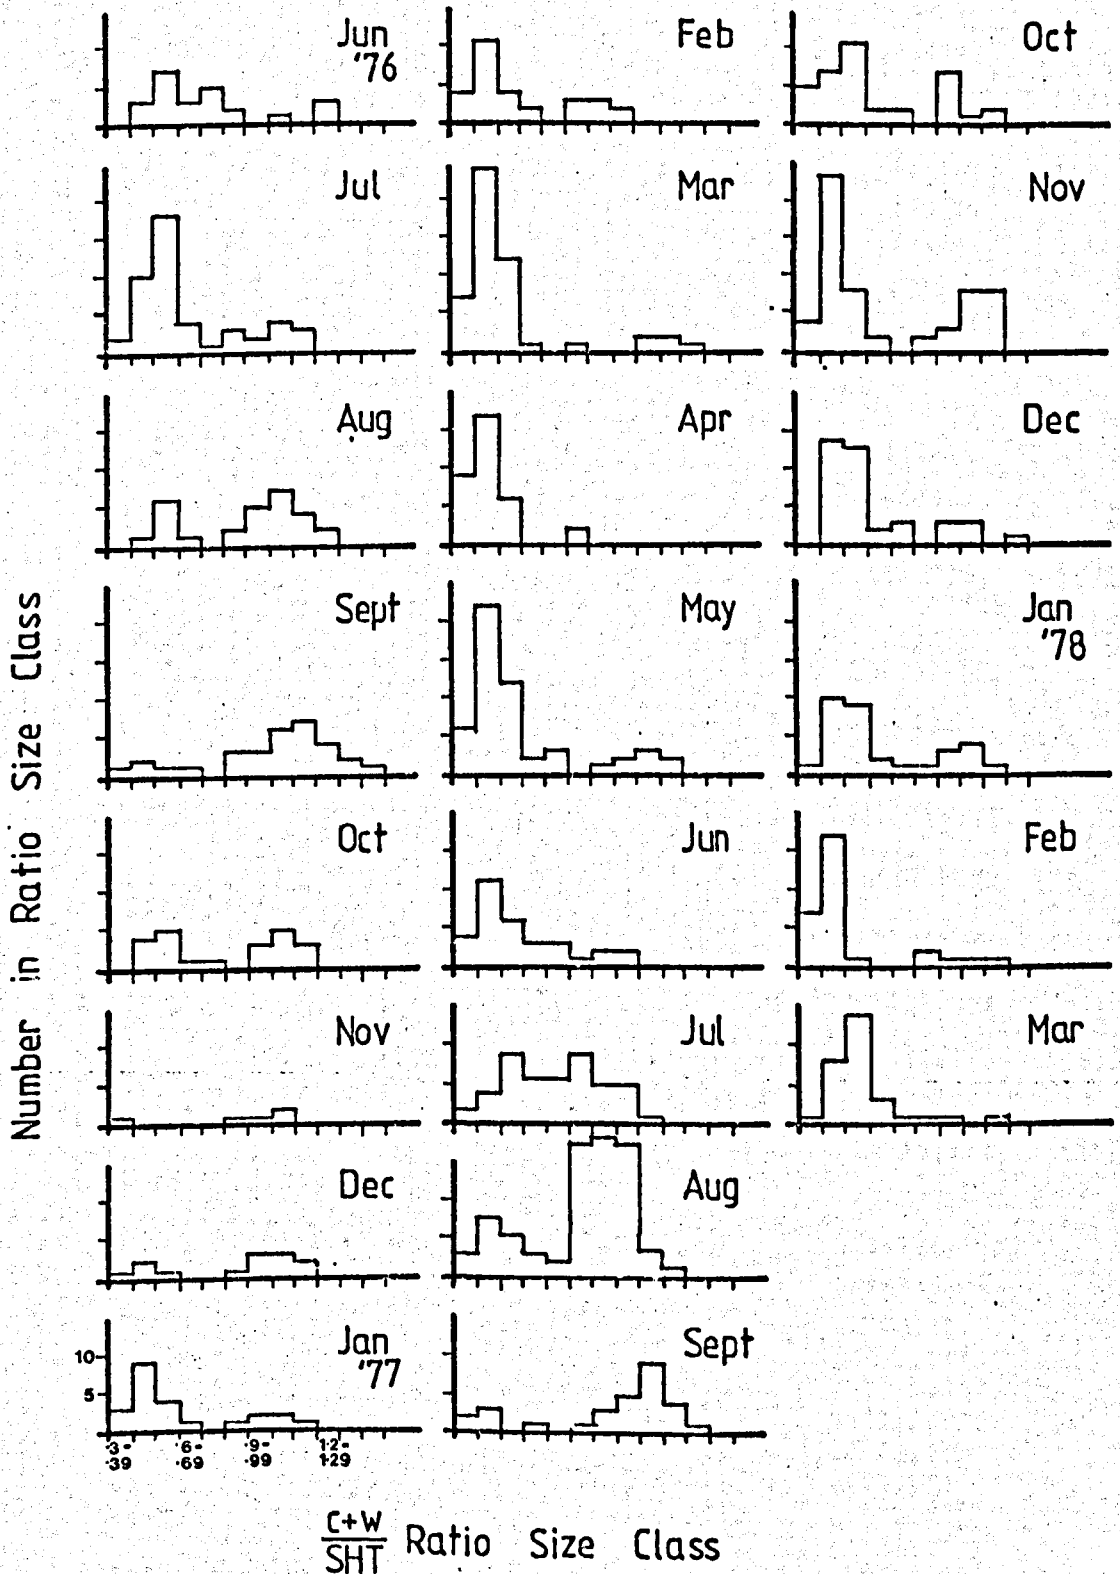 Jun
'76
Jul
Aug
Sept
Oct
Nov
Dec
Jan
'77
Feb
Mar
Apr
May
Jun
Jul
Aug
Sept
Oct
Nov
Dec
Jan
'78
Feb
Mar
Number in Ratio Size Class
10
5
·3- ·6- ·9- 1·2-
·39 ·69 ·99 1·29
C+W
SHT
Ratio Size Class